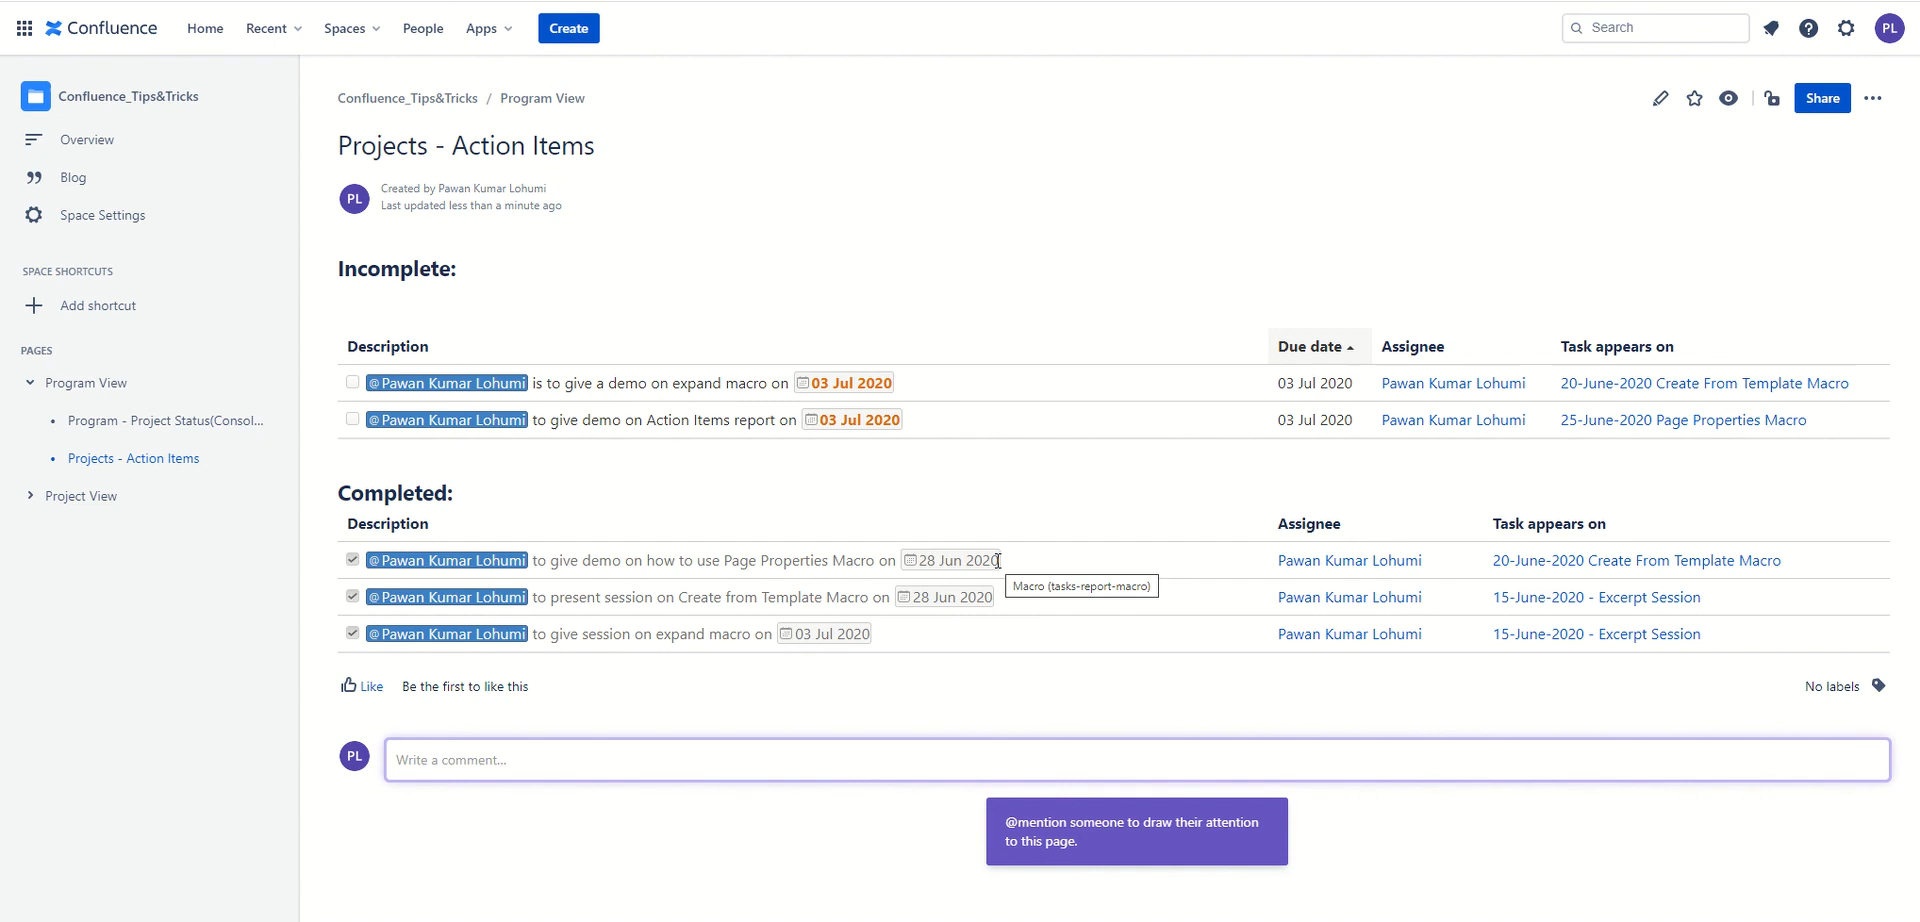 Confluence Home Recent Spaces People Apps Create Search PL
Confluence_Tips&Tricks
Overview
Blog
Space Settings
SPACE SHORTCUTS
Add shortcut
PAGES
Program View
Program - Project Status(Consol...
Projects - Action Items
Project View
Confluence_Tips&Tricks / Program View
Share
Projects - Action Items
PL
Created by Pawan Kumar Lohumi
Last updated less than a minute ago
Incomplete:
Description Due date Assignee Task appears on
@Pawan Kumar Lohumi is to give a demo on expand macro on 03 Jul 2020 03 Jul 2020 Pawan Kumar Lohumi 20-June-2020 Create From Template Macro
@Pawan Kumar Lohumi to give demo on Action Items report on 03 Jul 2020 03 Jul 2020 Pawan Kumar Lohumi 25-June-2020 Page Properties Macro
Completed:
Description Assignee Task appears on
@Pawan Kumar Lohumi to give demo on how to use Page Properties Macro on 28 Jun 2020 Pawan Kumar Lohumi 20-June-2020 Create From Template Macro
Macro (tasks-report-macro)
@Pawan Kumar Lohumi to present session on Create from Template Macro on 28 Jun 2020 Pawan Kumar Lohumi 15-June-2020 - Excerpt Session
@Pawan Kumar Lohumi to give session on expand macro on 03 Jul 2020 Pawan Kumar Lohumi 15-June-2020 - Excerpt Session
Like Be the first to like this No labels
PL Write a comment...
@mention someone to draw their attention
to this page.